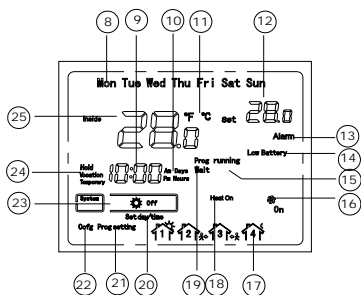 8 9 10 11 12
Mon Tue Wed Thu Fri Sat Sun
25 Inside 28.0 °F °C Set 28.0
Alarm 13
Low Battery 14
24 Hold Vacation Temporary 10:00 Am Days Pm Hours
Prog running 15
Wait
23 System Off Heat On On 16
Set day/time
Ocfg Prog setting
1 2 3 4
22 21 20 19 18 17